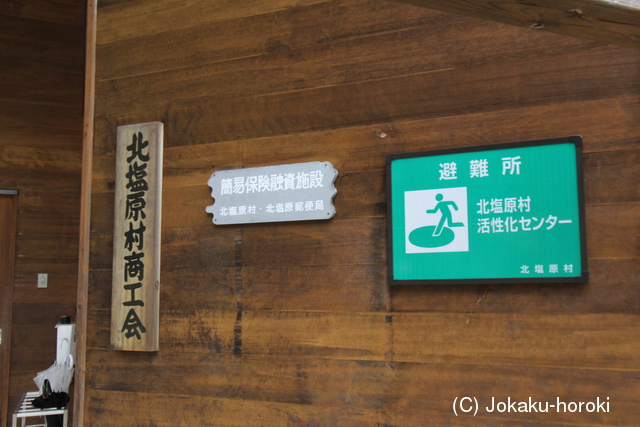 北塩原村商工会
簡易保険融資施設
北塩原村・北塩原郵便局
避難所
北塩原村
活性化センター
北塩原村
(C) Jokaku-horoki